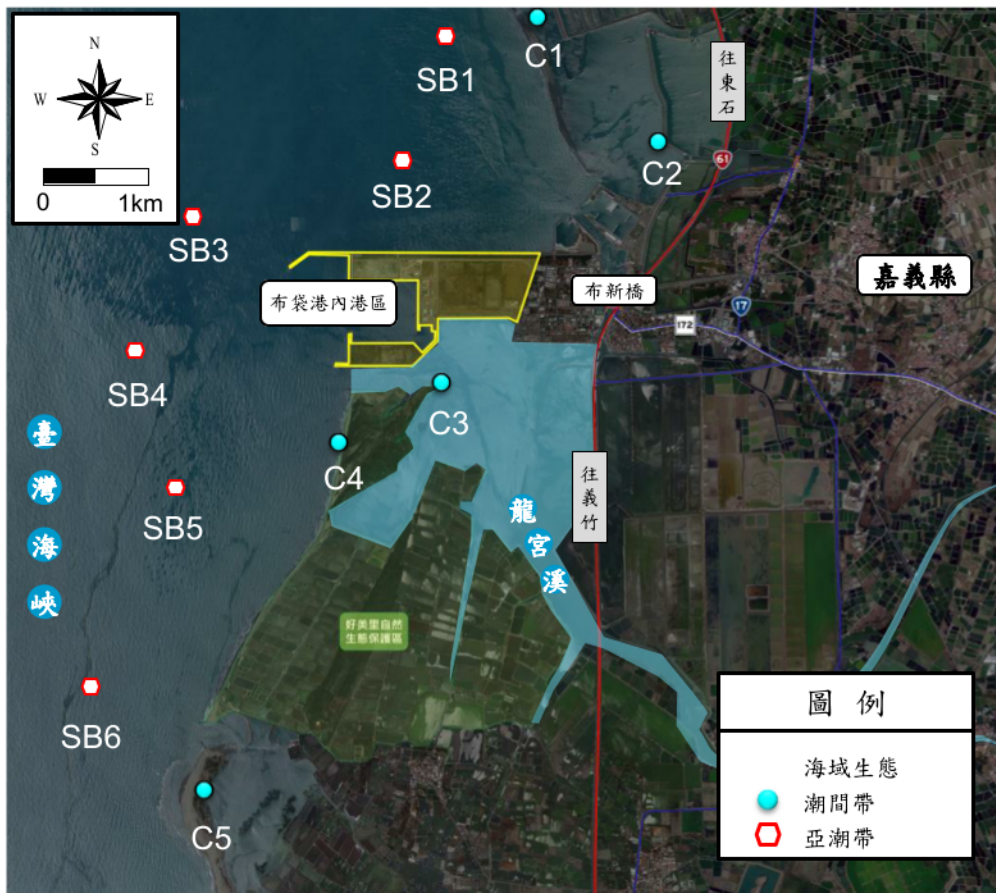 N
W
E
S
0
1km
SB1
C1
往東石
61
C2
SB2
SB3
布袋港內港區
布新橋
嘉義縣
17
172
SB4
C3
臺灣海峽
C4
往義竹
SB5
龍宮溪
好美里自然
生態保護區
SB6
C5
圖 例
海域生態
潮間帶
亞潮帶